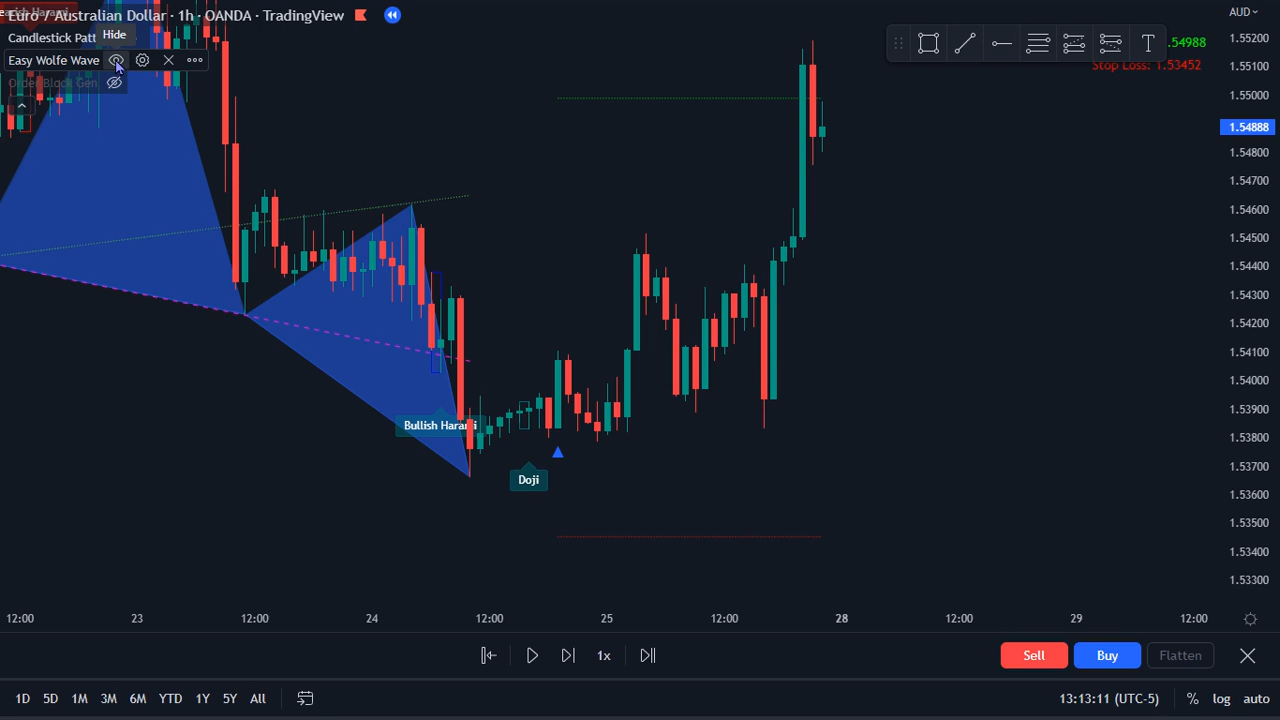 Euro / Australian Dollar · 1h · OANDA · TradingView
AUD
Hide
Candlestick Patt
Easy Wolfe Wave
Order Block Gen
.54988
Stop Loss: 1.53452
1.55200
1.55100
1.55000
1.54888
1.54800
1.54700
1.54600
1.54500
1.54400
1.54300
1.54200
1.54100
1.54000
1.53900
1.53800
1.53700
1.53600
1.53500
1.53400
1.53300
Bullish Harami
Doji
12:00 23 12:00 24 12:00 25 12:00 28 12:00 29 12:00
1x
Sell Buy Flatten
1D 5D 1M 3M 6M YTD 1Y 5Y All
13:13:11 (UTC-5) % log auto